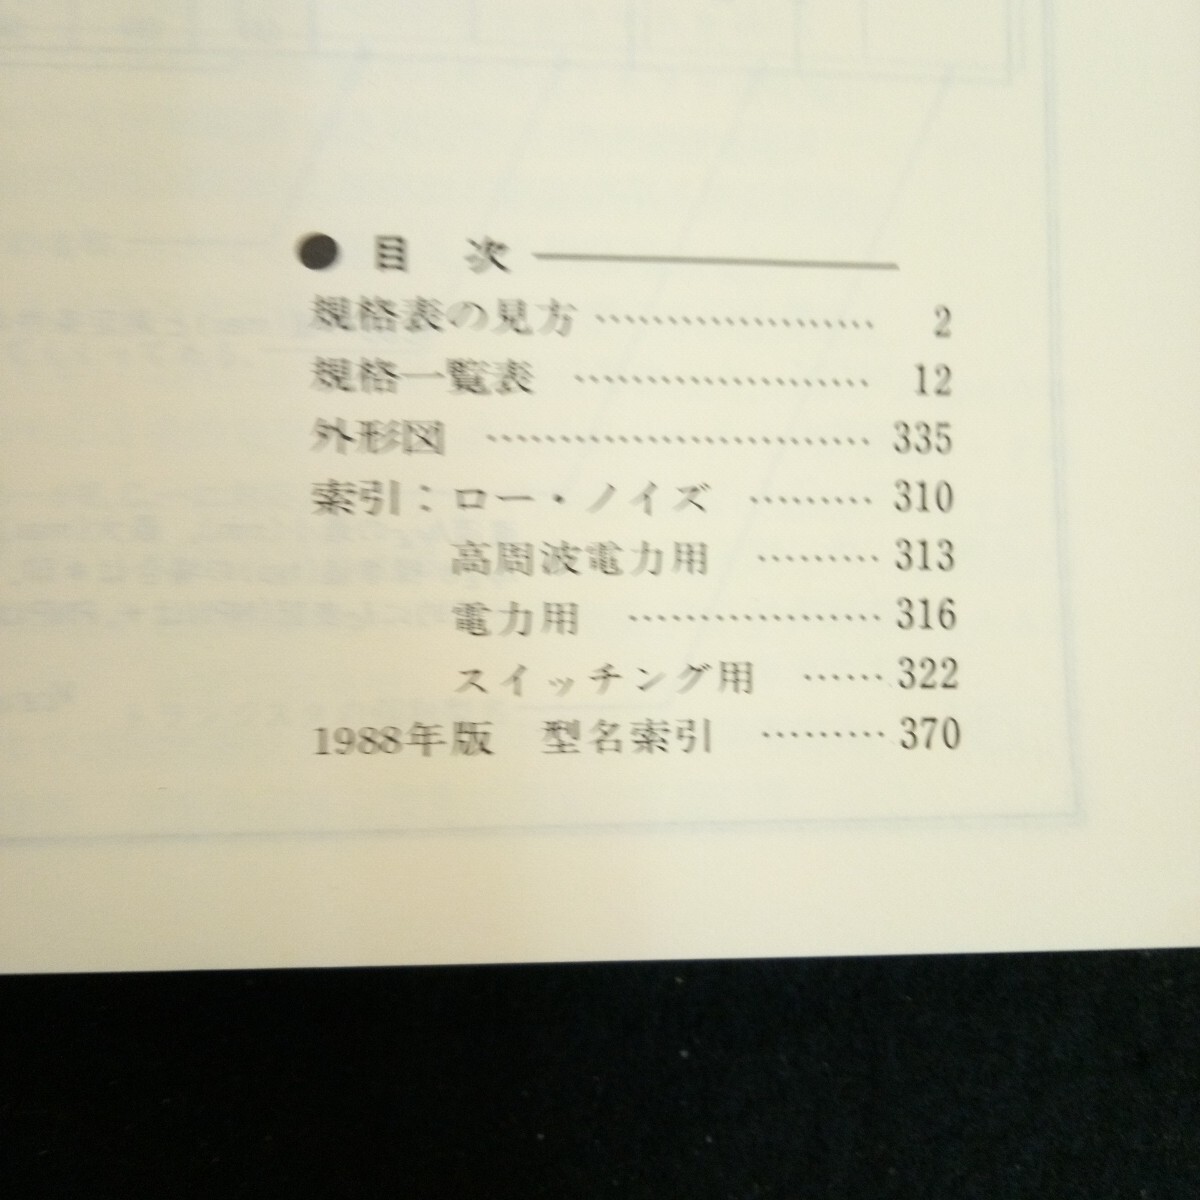 ● 目 次
規格表の見方 ………………… 2
規格一覧表 ………………… 12
外形図 ……………………… 335
索引：ロー・ノイズ ……… 310
高周波電力用 ……… 313
電力用 ……………… 316
スイッチング用 …… 322
1988年版 型名索引 ……… 370